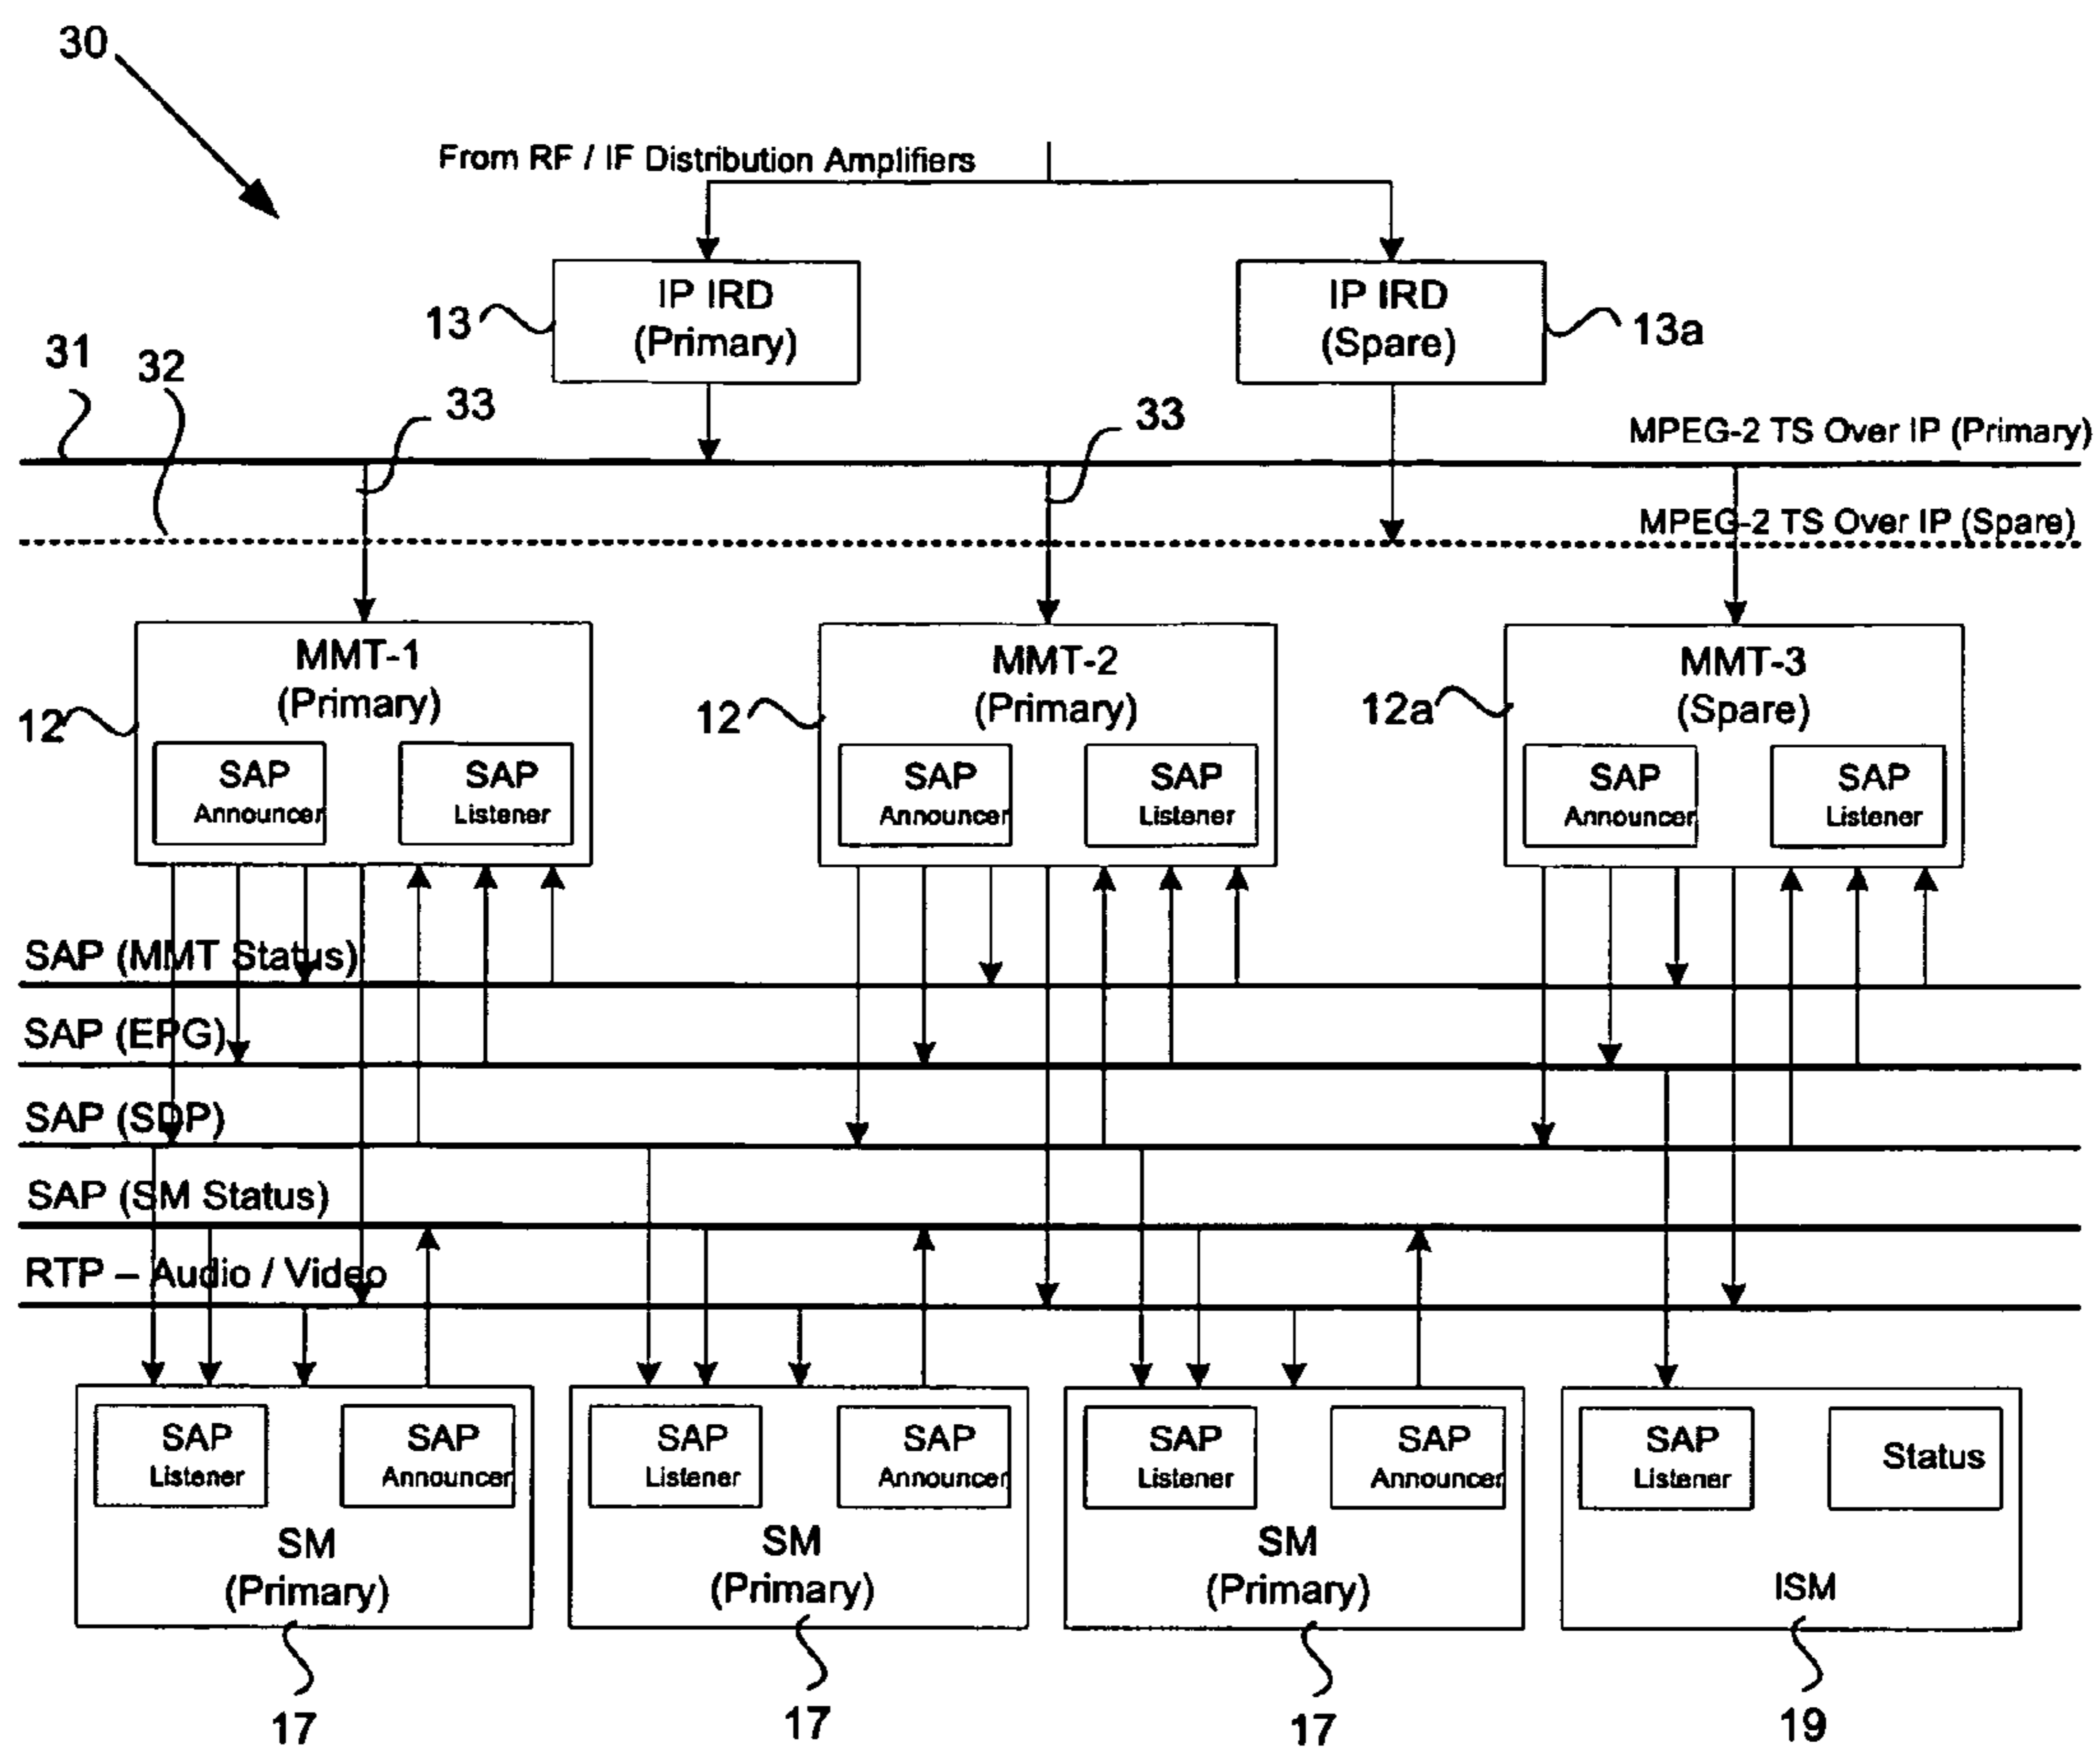 30
From RF / IF Distribution Amplifiers
IP IRD
(Primary)
13
IP IRD
(Spare)
13a
31
32
33
33
MPEG-2 TS Over IP (Primary)
MPEG-2 TS Over IP (Spare)
MMT-1
(Primary)
12
SAP
Announcer
SAP
Listener
MMT-2
(Primary)
12
SAP
Announcer
SAP
Listener
MMT-3
(Spare)
12a
SAP
Announcer
SAP
Listener
SAP (MMT Status)
SAP (EPG)
SAP (SDP)
SAP (SM Status)
RTP – Audio / Video
SAP
Listener
SAP
Announcer
SM
(Primary)
17
SAP
Listener
SAP
Announcer
SM
(Primary)
17
SAP
Listener
SAP
Announcer
SM
(Primary)
17
SAP
Listener
Status
ISM
19